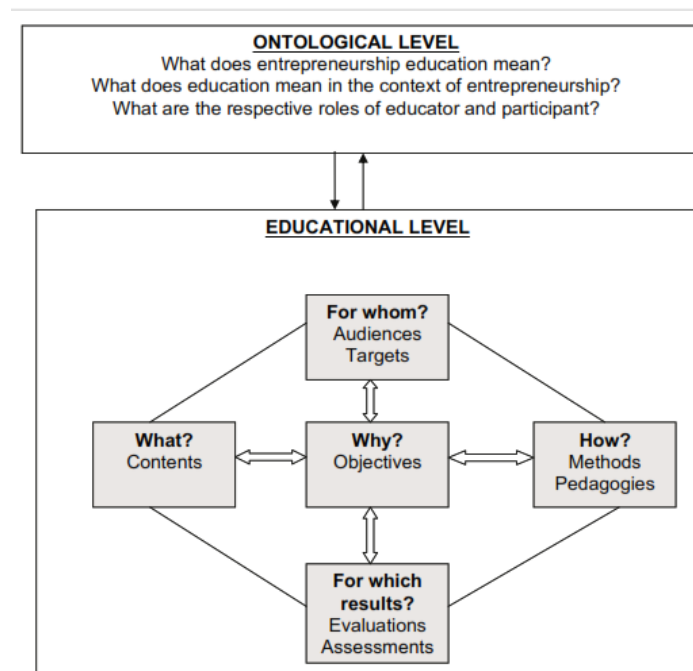 ONTOLOGICAL LEVEL
What does entrepreneurship education mean?
What does education mean in the context of entrepreneurship?
What are the respective roles of educator and participant?
EDUCATIONAL LEVEL
For whom?
Audiences
Targets
What?
Contents
Why?
Objectives
How?
Methods
Pedagogies
For which
results?
Evaluations
Assessments